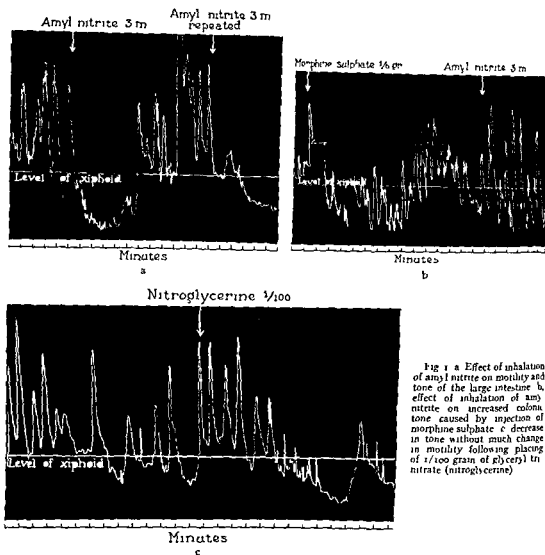 Amyl nitrite 3 m
Amyl nitrite 3 m
repeated
Level of xiphoid
Minutes
a
Morphine sulphate 1/6 gr
Amyl nitrite 3 m
Level of xiphoid
Minutes
b
Nitroglycerine 1/100
Level of xiphoid
Minutes
c
Fig 1 a Effect of inhalation
of amyl nitrite on motility and
tone of the large intestine b,
effect of inhalation of amyl
nitrite on increased colonic
tone caused by injection of
morphine sulphate c decrease
in tone without much change
in motility following placing
of 1/100 grain of glyceryl tri
nitrate (nitroglycerine)